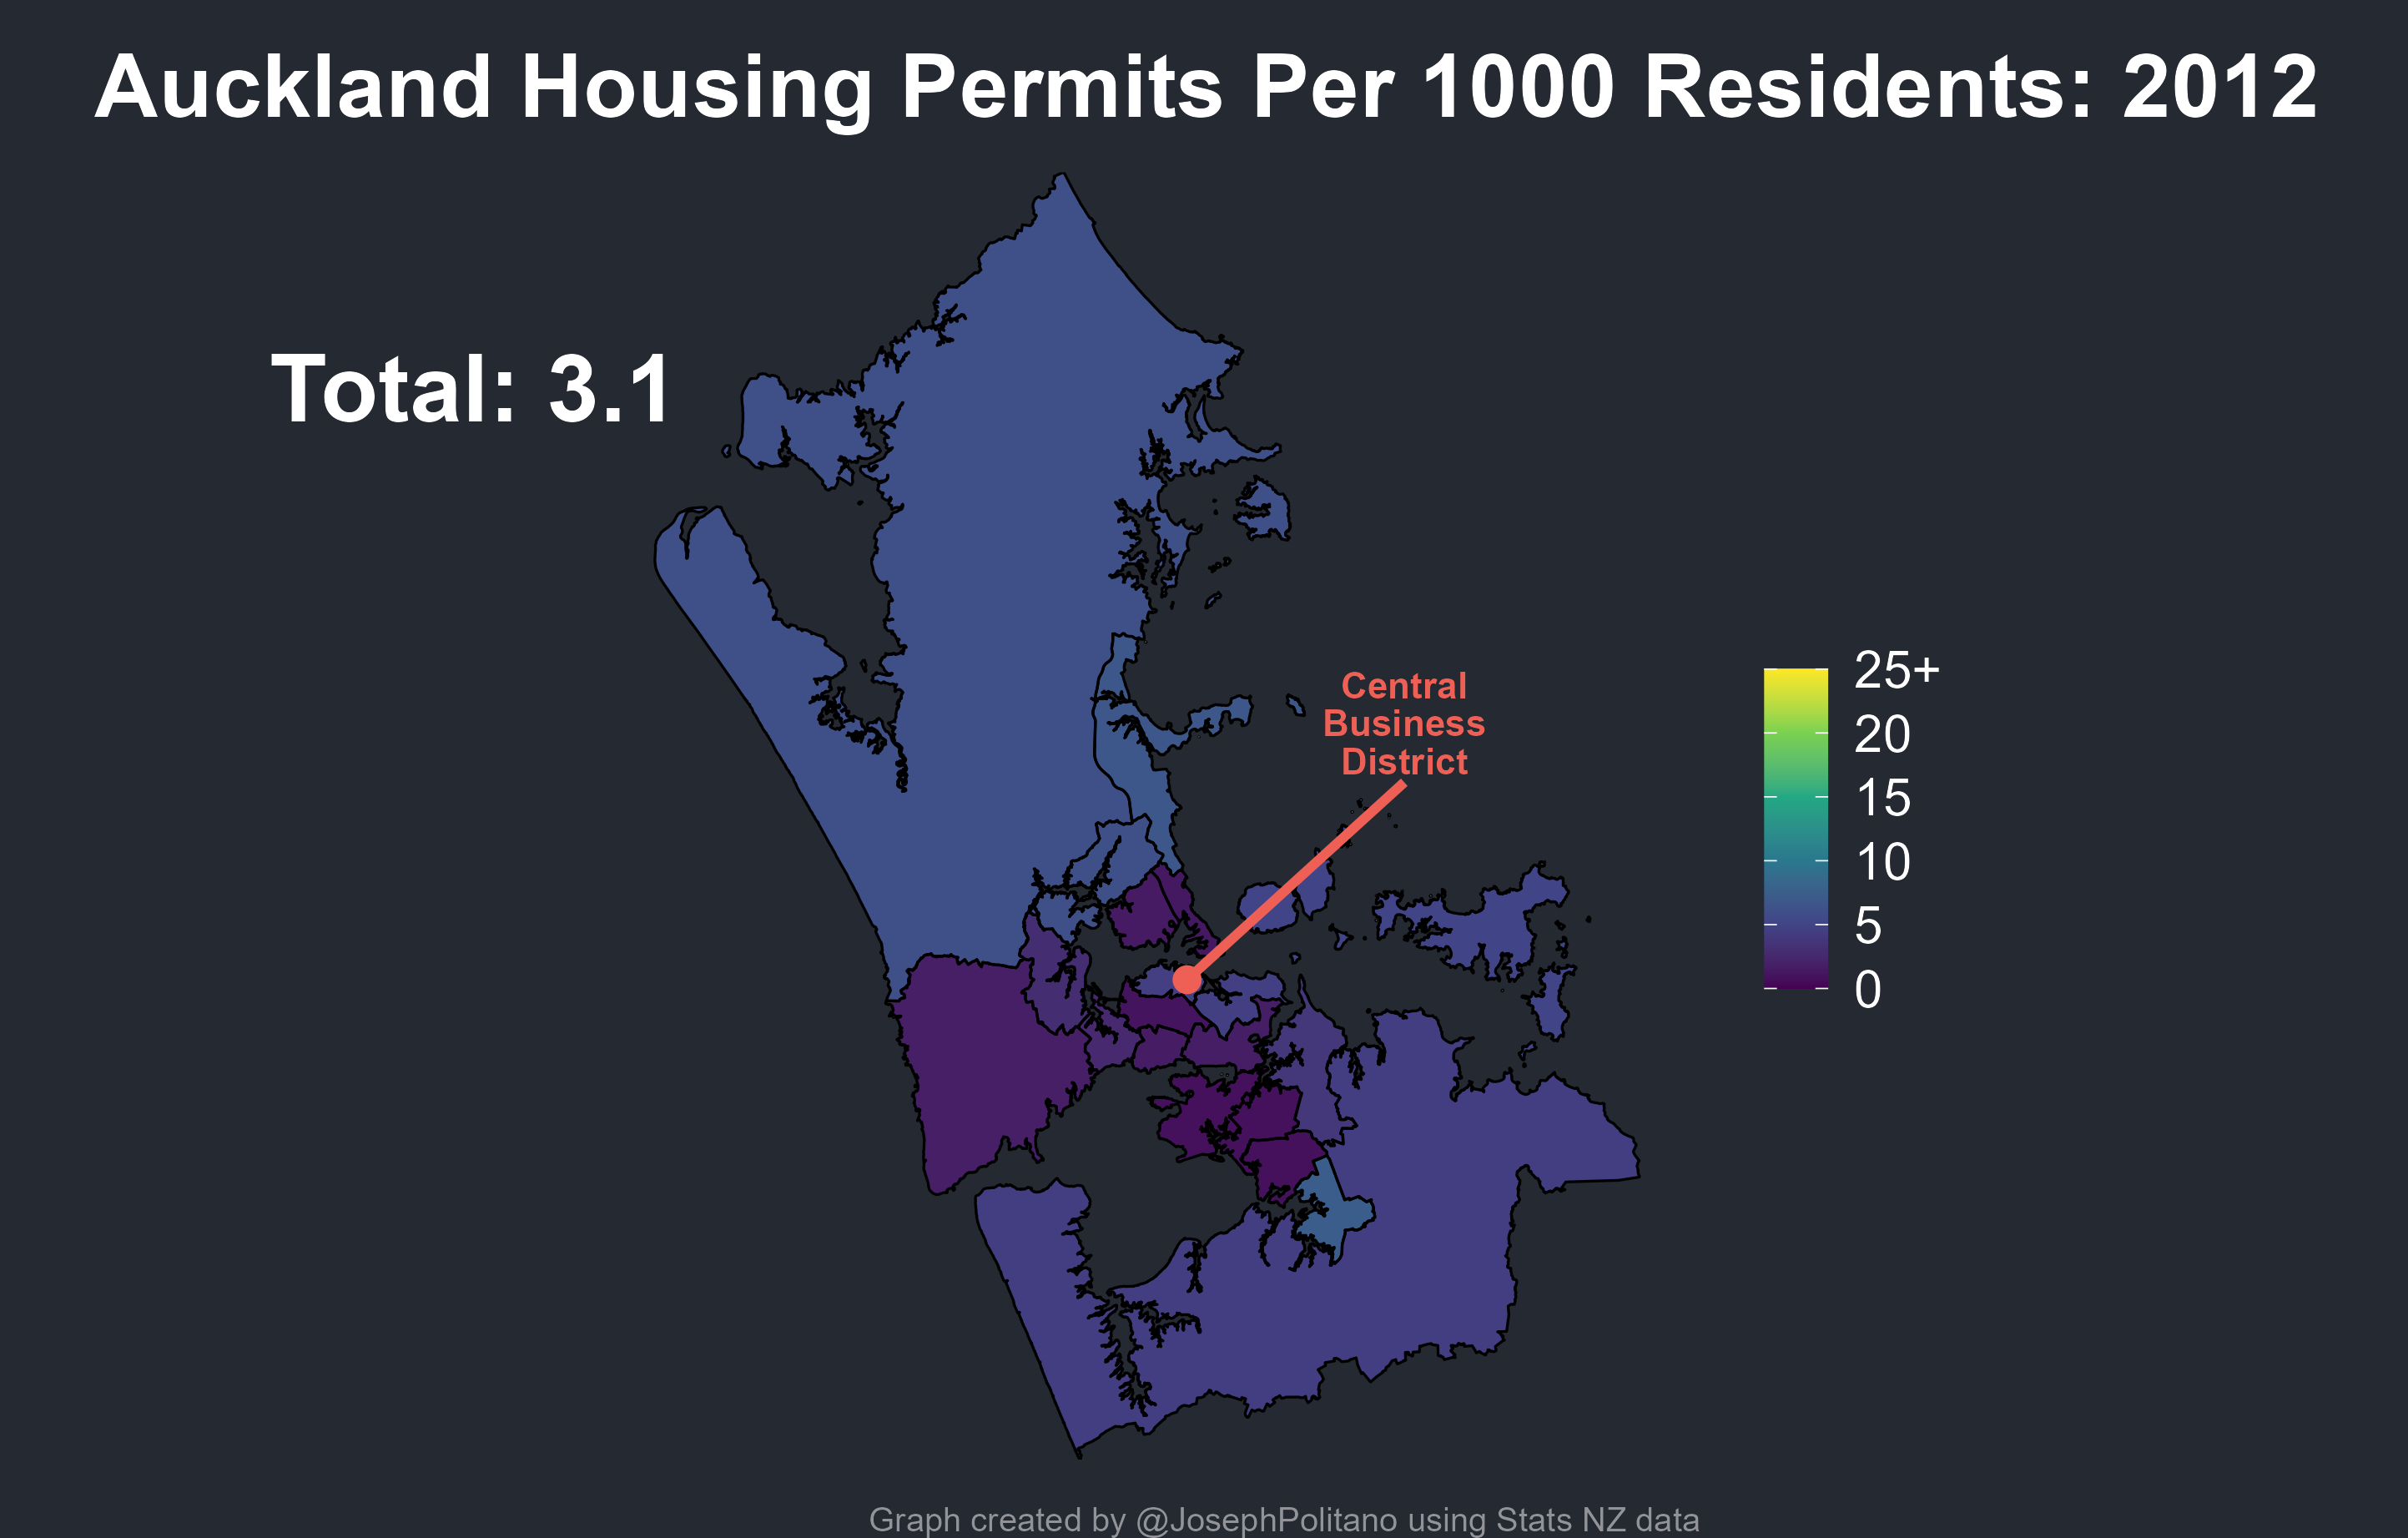 Auckland Housing Permits Per 1000 Residents: 2012
Total: 3.1
Central
Business
District
25+
20
15
10
5
0
Graph created by @JosephPolitano using Stats NZ data